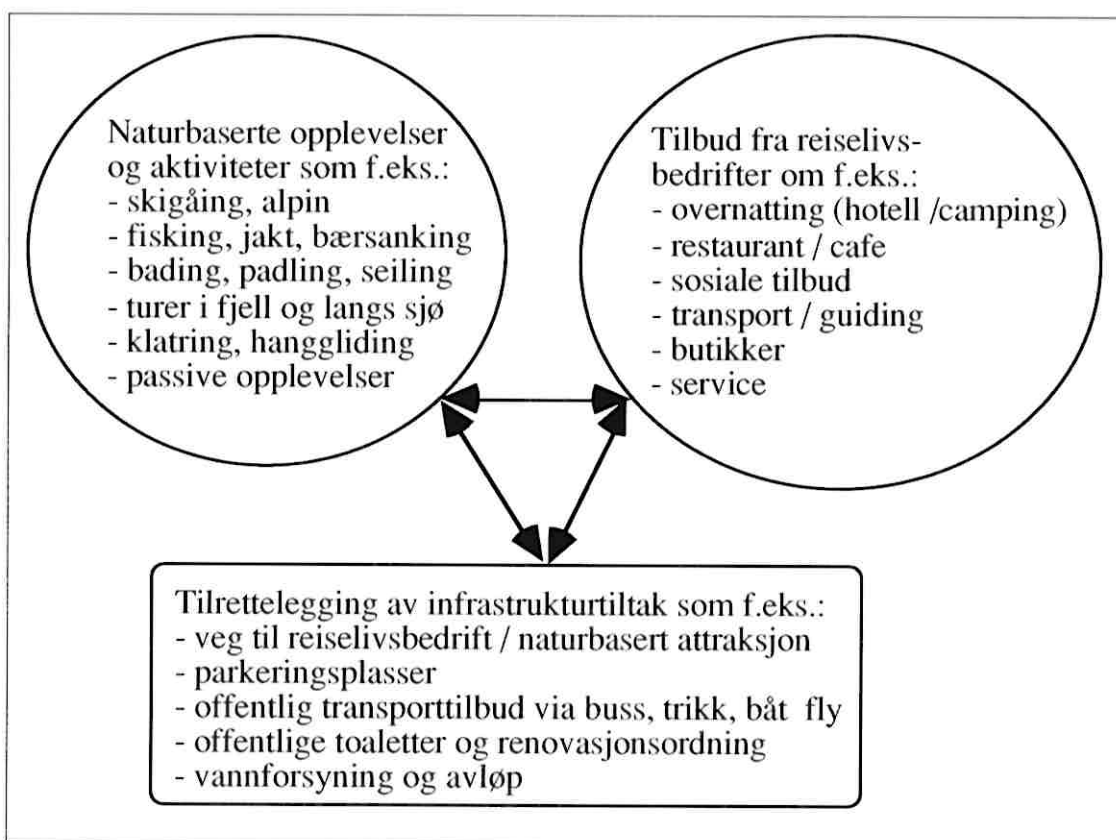 Naturbaserte opplevelser
og aktiviteter som f.eks.:
- skigåing, alpin
- fisking, jakt, bærsanking
- bading, padling, seiling
- turer i fjell og langs sjø
- klatring, hanggliding
- passive opplevelser
Tilbud fra reiselivs-
bedrifter om f.eks.:
- overnatting (hotell /camping)
- restaurant / cafe
- sosiale tilbud
- transport / guiding
- butikker
- service
Tilrettelegging av infrastrukturtiltak som f.eks.:
- veg til reiselivsbedrift / naturbasert attraksjon
- parkeringsplasser
- offentlig transporttilbud via buss, trikk, båt fly
- offentlige toaletter og renovasjonsordning
- vannforsyning og avløp